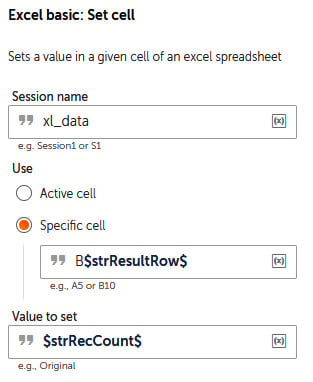 Excel basic: Set cell
Sets a value in a given cell of an excel spreadsheet
Session name
xl_data
(x)
e.g. Session1 or S1
Use
Active cell
Specific cell
B$strResultRow$
(x)
e.g., A5 or B10
Value to set
$strRecCount$
(x)
e.g., Original